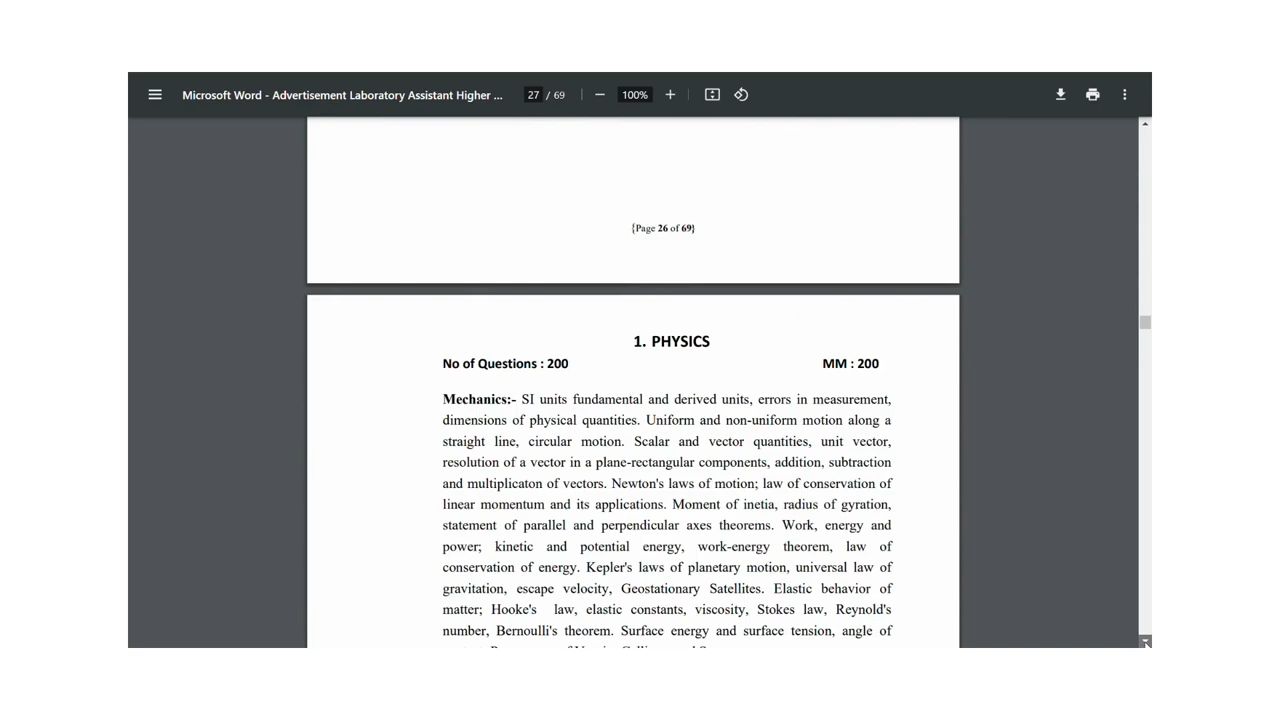 Microsoft Word - Advertisement Laboratory Assistant Higher ... 27 / 69 100%
{Page 26 of 69}
1. PHYSICS
No of Questions : 200 MM : 200
Mechanics:- SI units fundamental and derived units, errors in measurement,
dimensions of physical quantities. Uniform and non-uniform motion along a
straight line, circular motion. Scalar and vector quantities, unit vector,
resolution of a vector in a plane-rectangular components, addition, subtraction
and multiplicaton of vectors. Newton's laws of motion; law of conservation of
linear momentum and its applications. Moment of inetia, radius of gyration,
statement of parallel and perpendicular axes theorems. Work, energy and
power; kinetic and potential energy, work-energy theorem, law of
conservation of energy. Kepler's laws of planetary motion, universal law of
gravitation, escape velocity, Geostationary Satellites. Elastic behavior of
matter; Hooke's law, elastic constants, viscosity, Stokes law, Reynold's
number, Bernoulli's theorem. Surface energy and surface tension, angle of